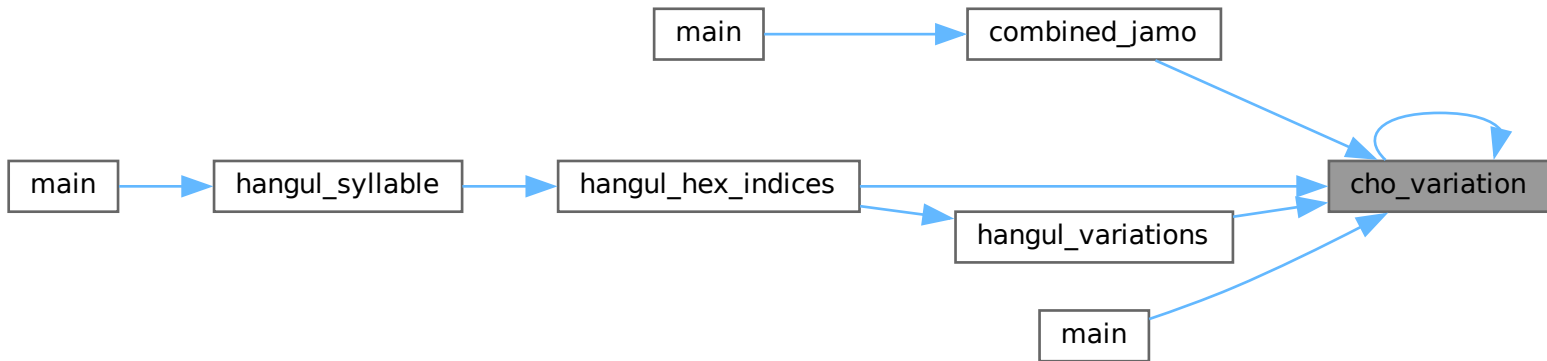 main
combined_jamo
main
hangul_syllable
hangul_hex_indices
cho_variation
hangul_variations
main